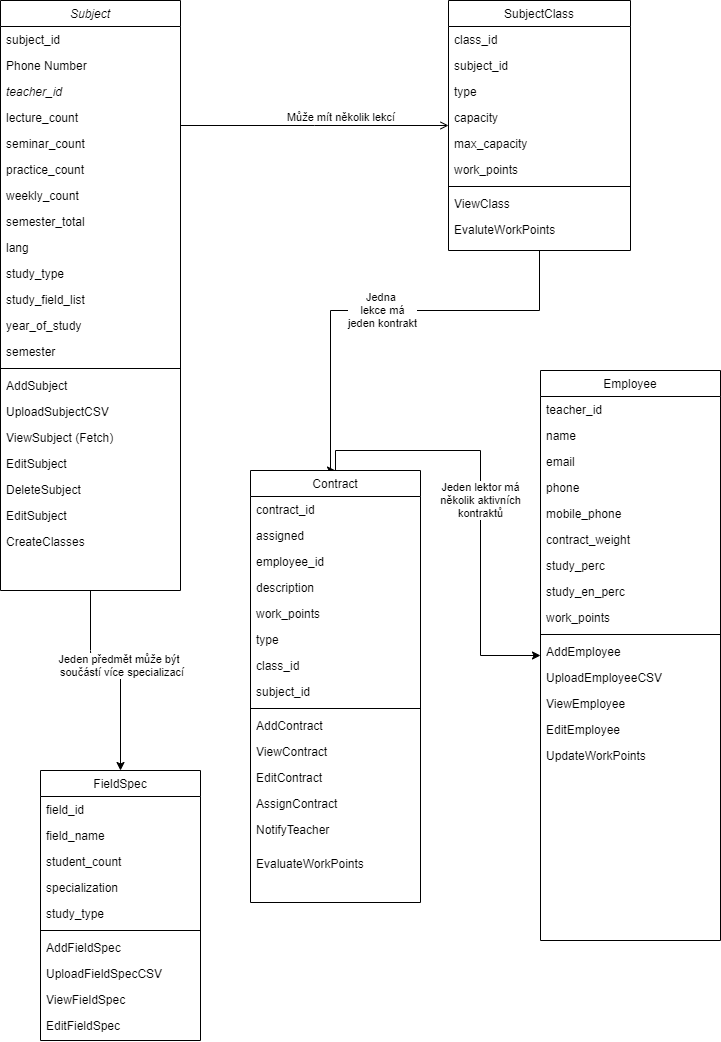 Subject
subject_id
Phone Number
teacher_id
lecture_count
seminar_count
practice_count
weekly_count
semester_total
lang
study_type
study_field_list
year_of_study
semester
AddSubject
UploadSubjectCSV
ViewSubject (Fetch)
EditSubject
DeleteSubject
EditSubject
CreateClasses
Může mít několik lekcí
SubjectClass
class_id
subject_id
type
capacity
max_capacity
work_points
ViewClass
EvaluteWorkPoints
Jedna
lekce má
jeden kontrakt
Contract
contract_id
assigned
employee_id
description
work_points
type
class_id
subject_id
AddContract
ViewContract
EditContract
AssignContract
NotifyTeacher
EvaluateWorkPoints
Jeden lektor má
několik aktivních
kontraktů
Employee
teacher_id
name
email
phone
mobile_phone
contract_weight
study_perc
study_en_perc
work_points
AddEmployee
UploadEmployeeCSV
ViewEmployee
EditEmployee
UpdateWorkPoints
Jeden předmět může být
součástí více specializací
FieldSpec
field_id
field_name
student_count
specialization
study_type
AddFieldSpec
UploadFieldSpecCSV
ViewFieldSpec
EditFieldSpec